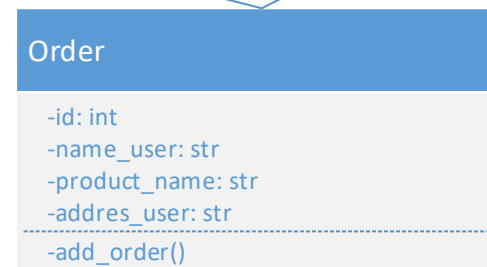 Order
-id: int
-name_user: str
-product_name: str
-addres_user: str
-add_order()